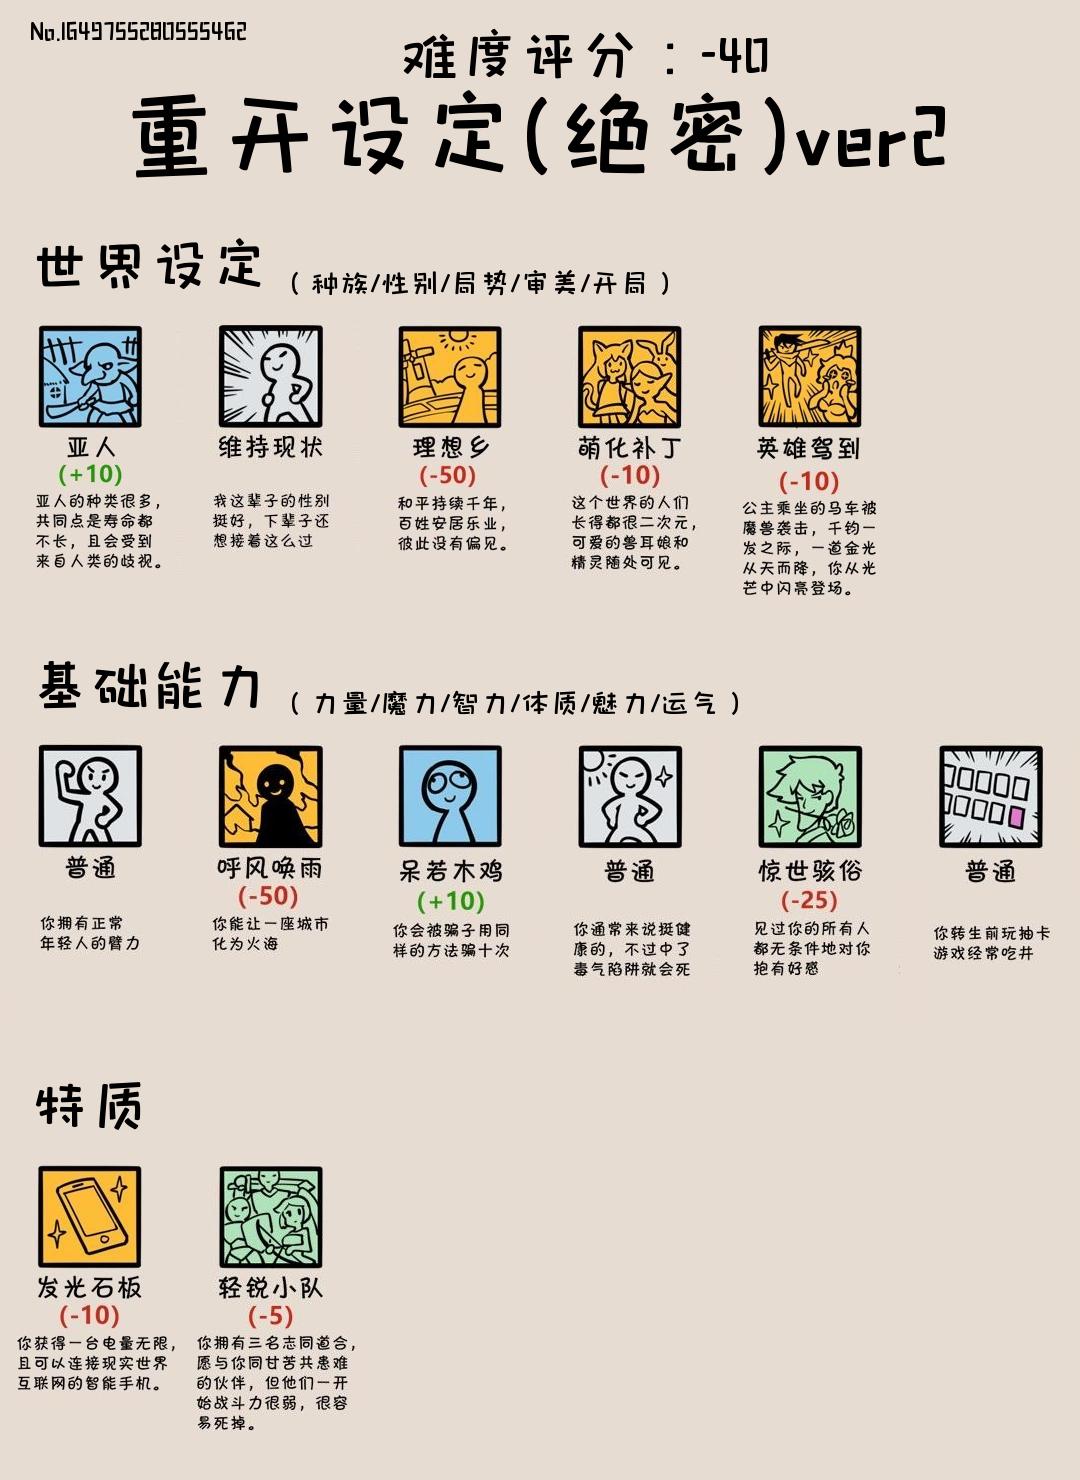 No.1649755280555462
难度评分：-40
重开设定(绝密)ver2
世界设定
（种族/性别/局势/审美/开局）
亚人
(+10)
亚人的种类很多，
共同点是寿命都
不长，且会受到
来自人类的歧视。
维持现状
我这辈子的性别
挺好，下辈子还
想接着这么过
理想乡
(-50)
和平持续千年，
百姓安居乐业，
彼此没有偏见。
萌化补丁
(-10)
这个世界的人们
长得都很二次元，
可爱的兽耳娘和
精灵随处可见。
英雄驾到
(-10)
公主乘坐的马车被
魔兽袭击，千钧一
发之际，一道金光
从天而降，你从光
芒中闪亮登场。
基础能力
（力量/魔力/智力/体质/魅力/运气）
普通
你拥有正常
年轻人的臂力
呼风唤雨
(-50)
你能让一座城市
化为火海
呆若木鸡
(+10)
你会被骗子用同
样的方法骗十次
普通
你通常来说挺健
康的，不过中了
毒气陷阱就会死
惊世骇俗
(-25)
见过你的所有人
都无条件地对你
抱有好感
普通
你转生前玩抽卡
游戏经常吃井
特质
发光石板
(-10)
你获得一台电量无限，
且可以连接现实世界
互联网的智能手机。
轻锐小队
(-5)
你拥有三名志同道合，
愿与你同甘苦共患难
的伙伴，但他们一开
始战斗力很弱，很容
易死掉。